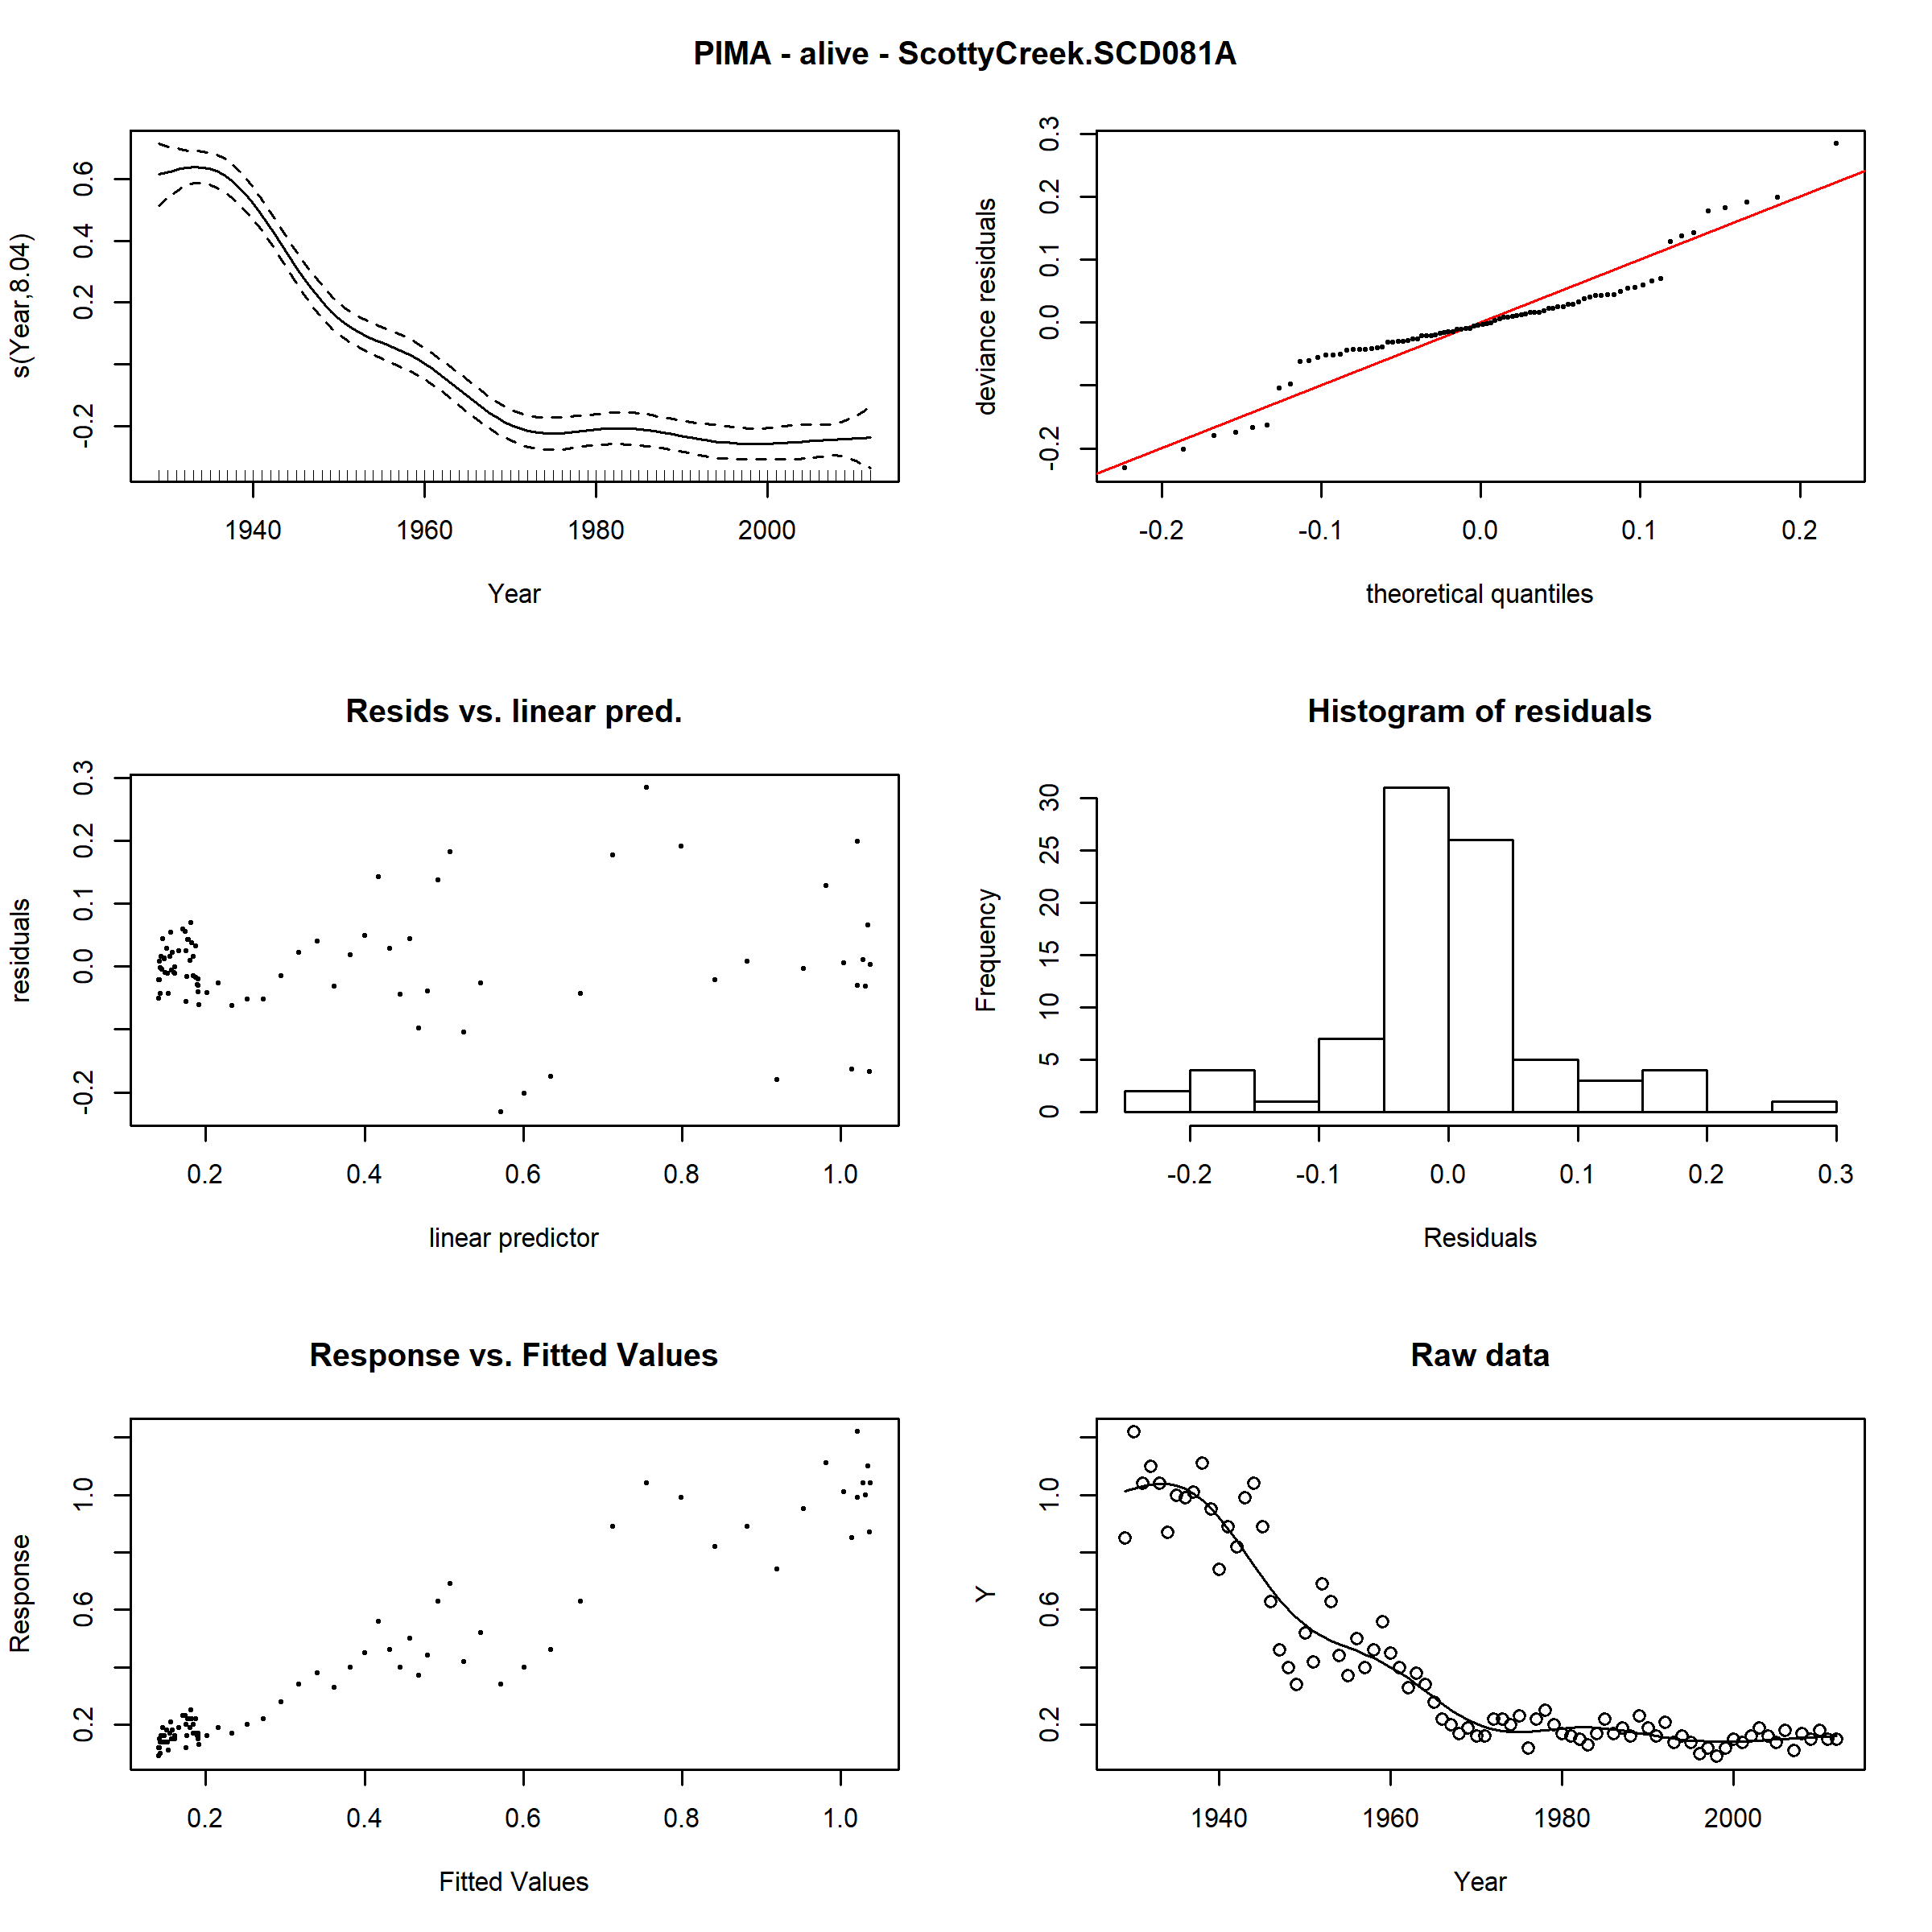 PIMA - alive - ScottyCreek.SCD081A
s(Year,8.04)
-0.2 0.2 0.4 0.6
1940 1960 1980 2000
Year
deviance residuals
-0.2 0.0 0.1 0.2 0.3
-0.2 -0.1 0.0 0.1 0.2
theoretical quantiles
Resids vs. linear pred.
residuals
-0.2 0.0 0.1 0.2 0.3
0.2 0.4 0.6 0.8 1.0
linear predictor
Histogram of residuals
Frequency
0 5 10 15 20 25 30
-0.2 -0.1 0.0 0.1 0.2 0.3
Residuals
Response vs. Fitted Values
Response
0.2 0.6 1.0
0.2 0.4 0.6 0.8 1.0
Fitted Values
Raw data
Y
0.2 0.6 1.0
1940 1960 1980 2000
Year